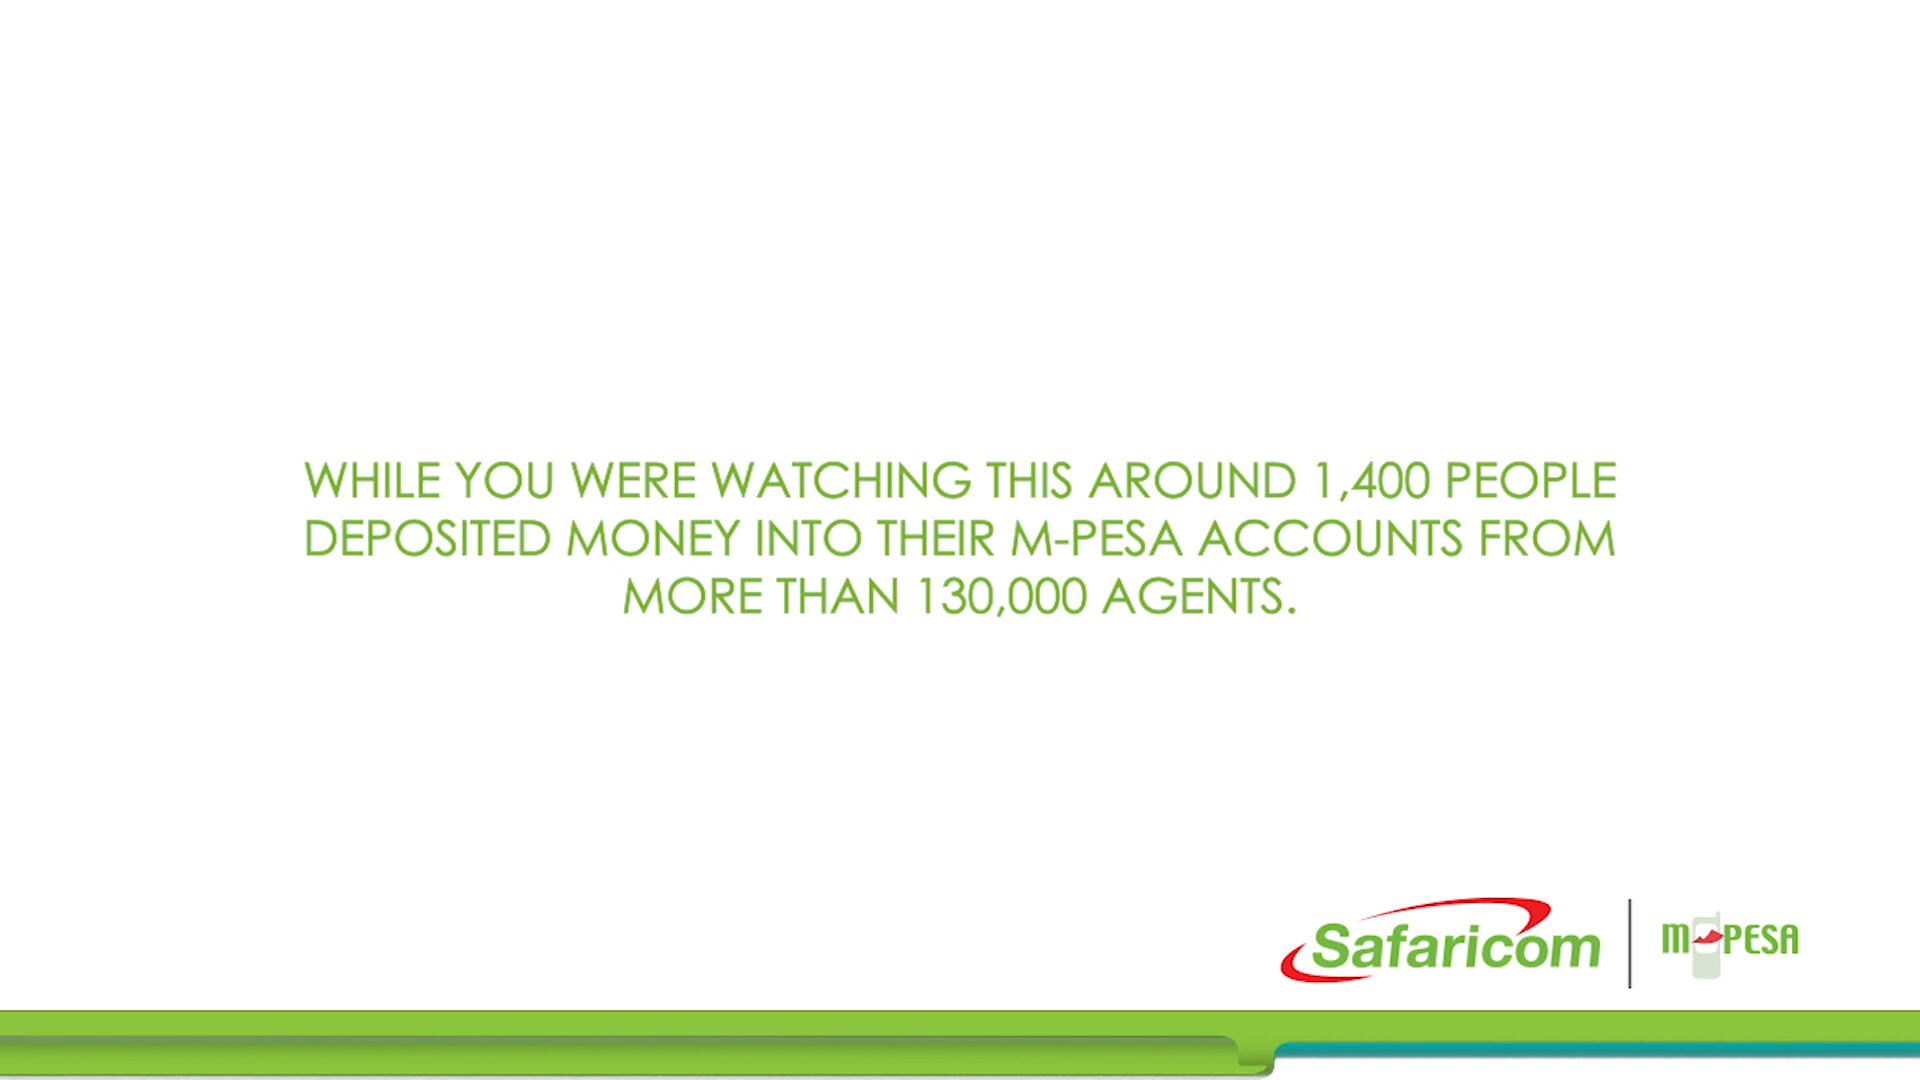 WHILE YOU WERE WATCHING THIS AROUND 1,400 PEOPLE
DEPOSITED MONEY INTO THEIR M-PESA ACCOUNTS FROM
MORE THAN 130,000 AGENTS.
Safaricom
M-PESA